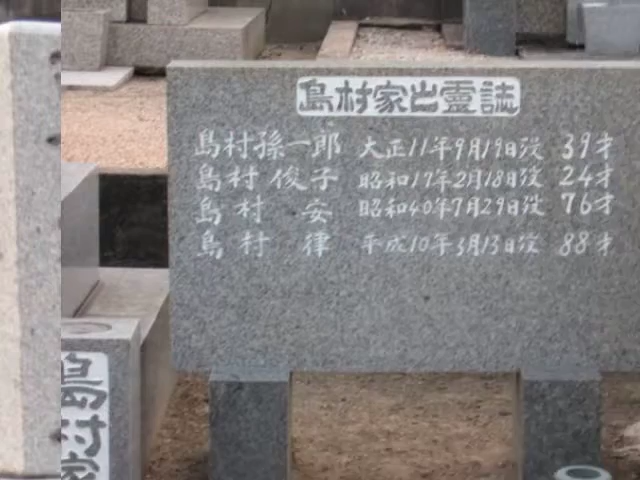 島村家之霊誌
島村孫一郎 大正11年9月19日没 39才
島村俊子 昭和17年2月18日没 24才
島村安 昭和40年7月29日没 76才
島村律 平成10年3月13日没 88才
島村家